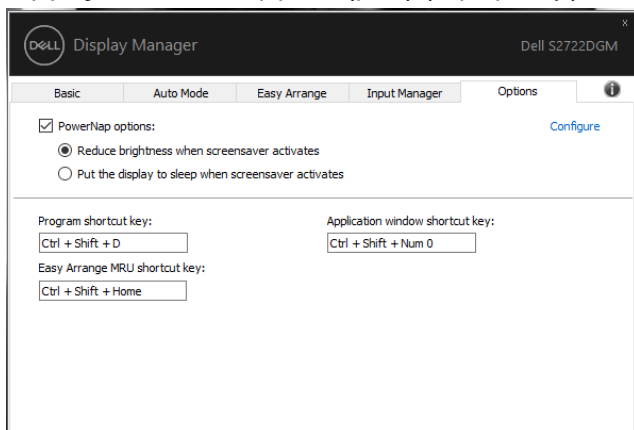 DELL Display Manager
x
Dell S2722DGM
Basic Auto Mode Easy Arrange Input Manager Options
PowerNap options: Configure
Reduce brightness when screensaver activates
Put the display to sleep when screensaver activates
Program shortcut key: Application window shortcut key:
Ctrl + Shift + D Ctrl + Shift + Num 0
Easy Arrange MRU shortcut key:
Ctrl + Shift + Home